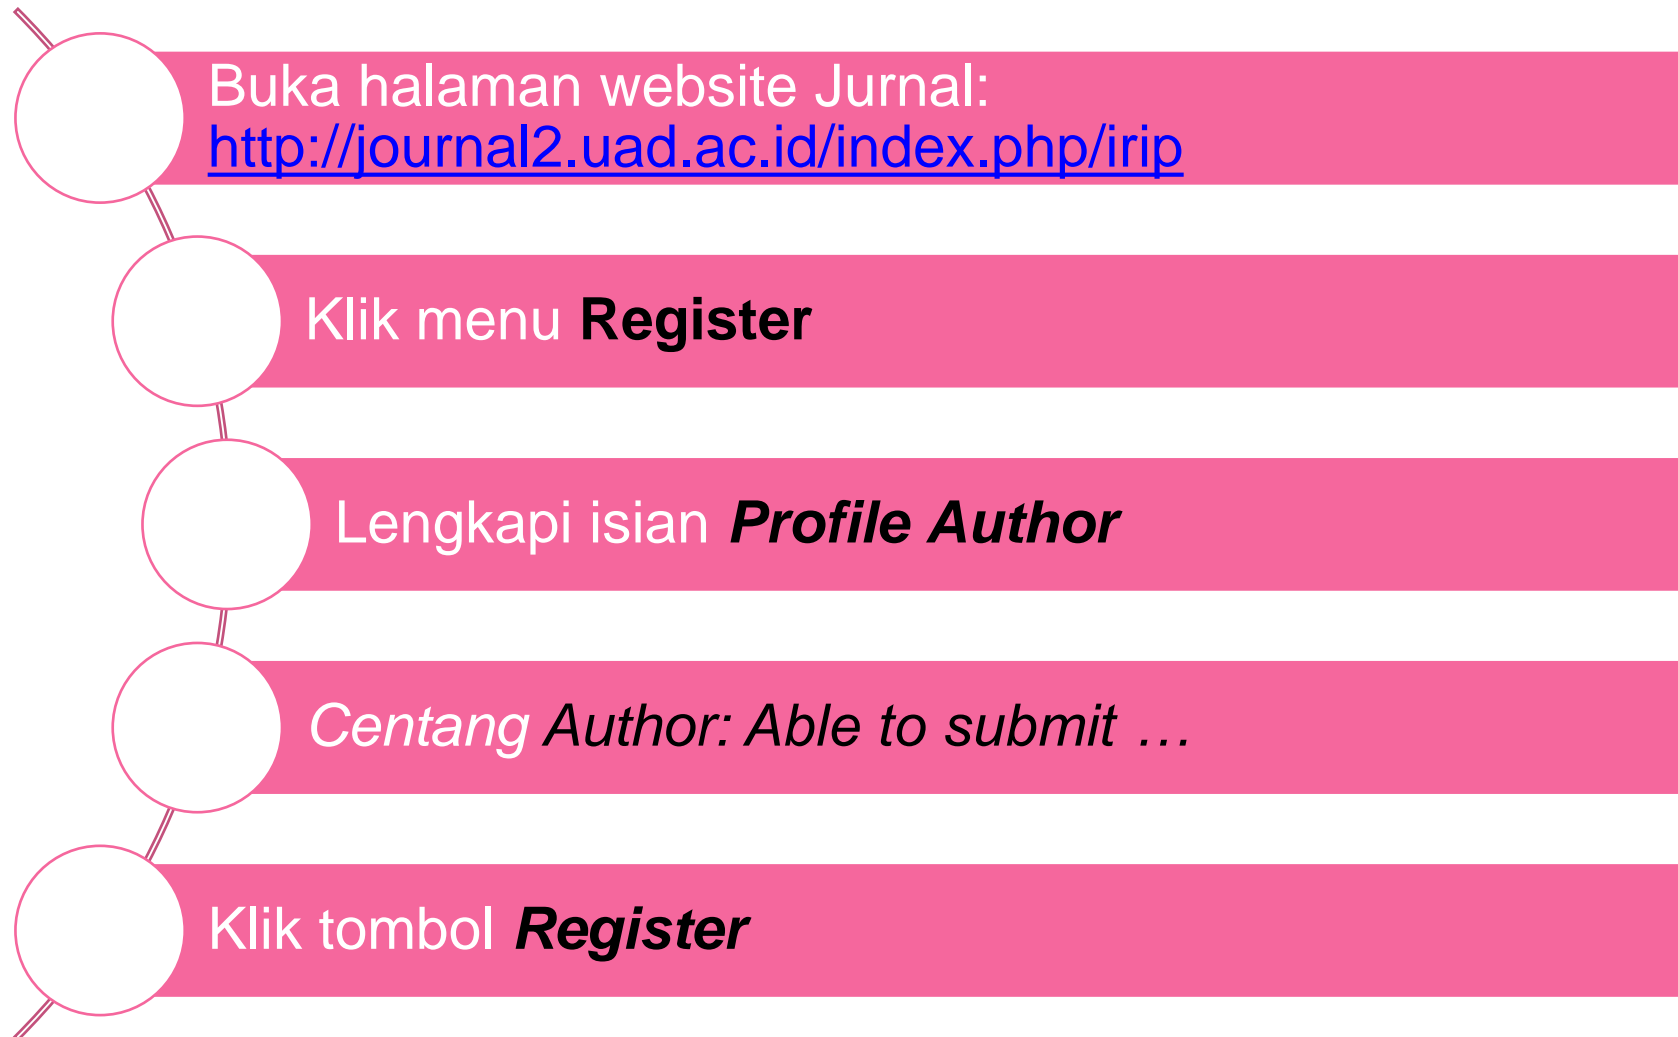 Buka halaman website Jurnal:
http://journal2.uad.ac.id/index.php/irip
Klik menu Register
Lengkapi isian Profile Author
Centang Author: Able to submit …
Klik tombol Register